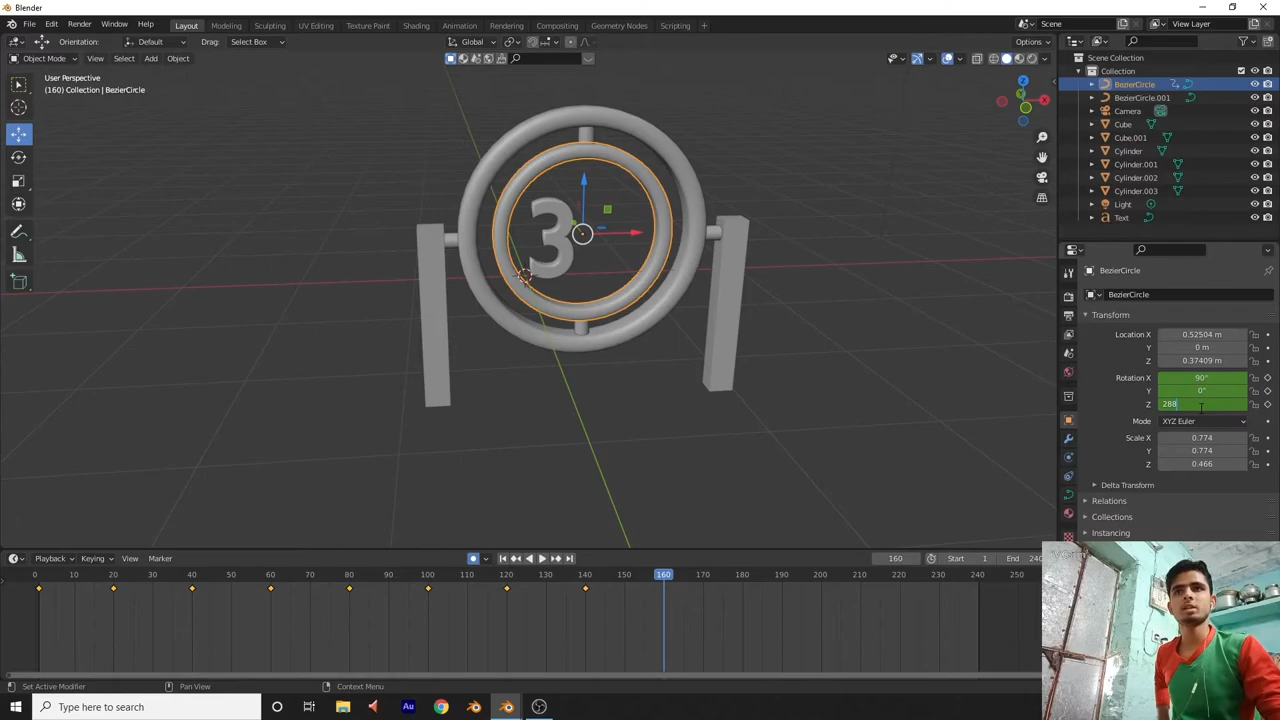 Blender
File Edit Render Window Help Layout Modeling Sculpting UV Editing Texture Paint Shading Animation Rendering Compositing Geometry Nodes Scripting + Scene View Layer
Orientation: Default Drag: Select Box Global Options
Object Mode View Select Add Object
User Perspective
(160) Collection | BezierCircle
3
Z
X
Scene Collection
Collection
BezierCircle
BezierCircle.001
Camera
Cube
Cube.001
Cylinder
Cylinder.001
Cylinder.002
Cylinder.003
Light
Text
BezierCircle
BezierCircle
Transform
Location X 0.52504 m
Y 0 m
Z 0.37409 m
Rotation X 90°
Y 0°
Z 288
Mode XYZ Euler
Scale X 0.774
Y 0.774
Z 0.466
Delta Transform
Relations
Collections
Instancing
Playback Keying View Marker 160 Start 1 End 240
0 10 20 30 40 50 60 70 80 90 100 110 120 130 140 150 160 170 180 190 200 210 220 230 240 250
Set Active Modifier Pan View Context Menu
Type here to search Au